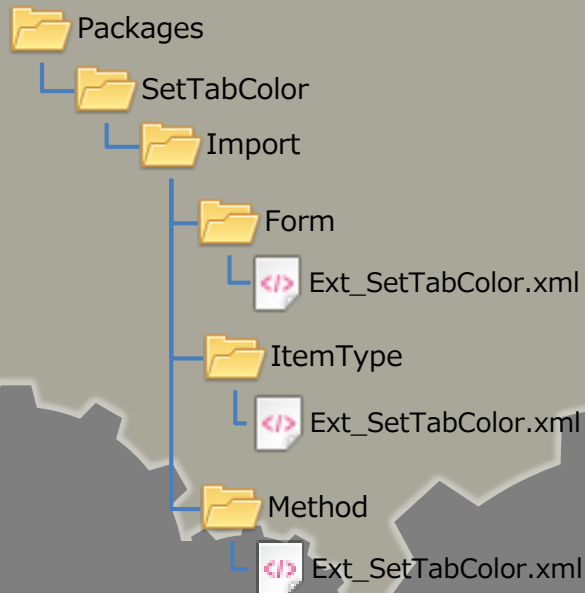 Packages
SetTabColor
Import
Form
Ext_SetTabColor.xml
ItemType
Ext_SetTabColor.xml
Method
Ext_SetTabColor.xml